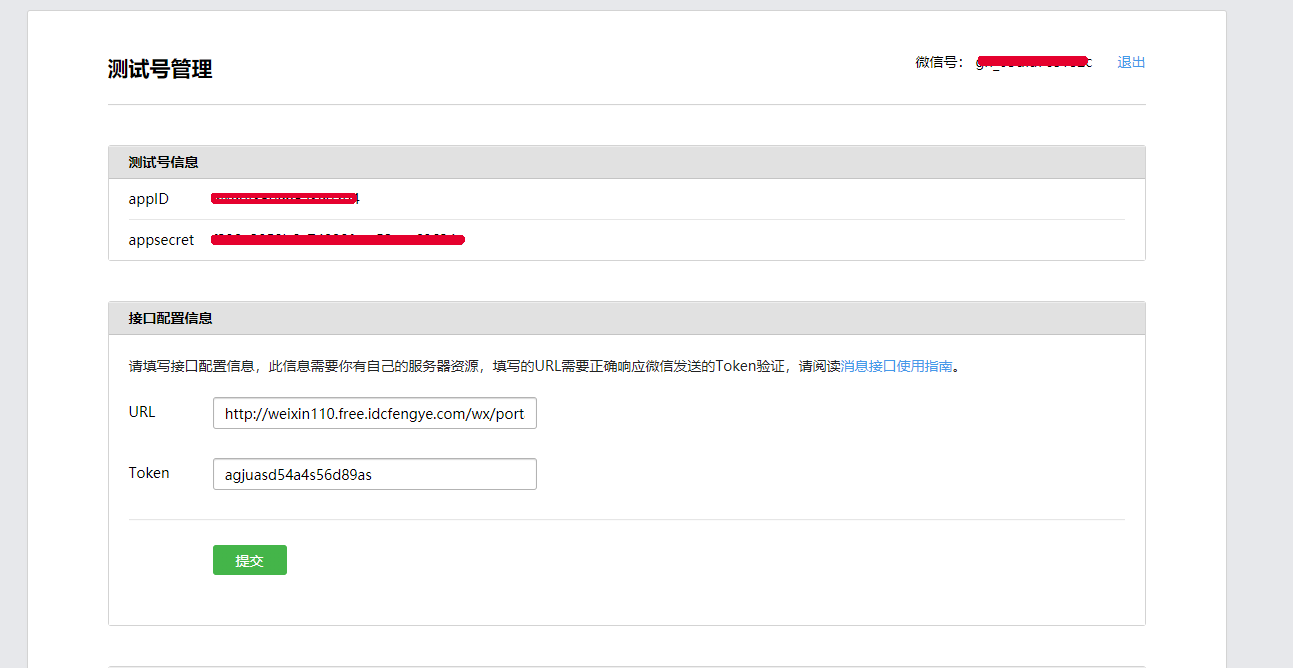 测试号管理
微信号： 退出
测试号信息
appID
appsecret
接口配置信息
请填写接口配置信息，此信息需要你有自己的服务器资源，填写的URL需要正确响应微信发送的Token验证，请阅读消息接口使用指南。
URL http://weixin110.free.idcfengye.com/wx/port
Token agjuasd54a4s56d89as
提交